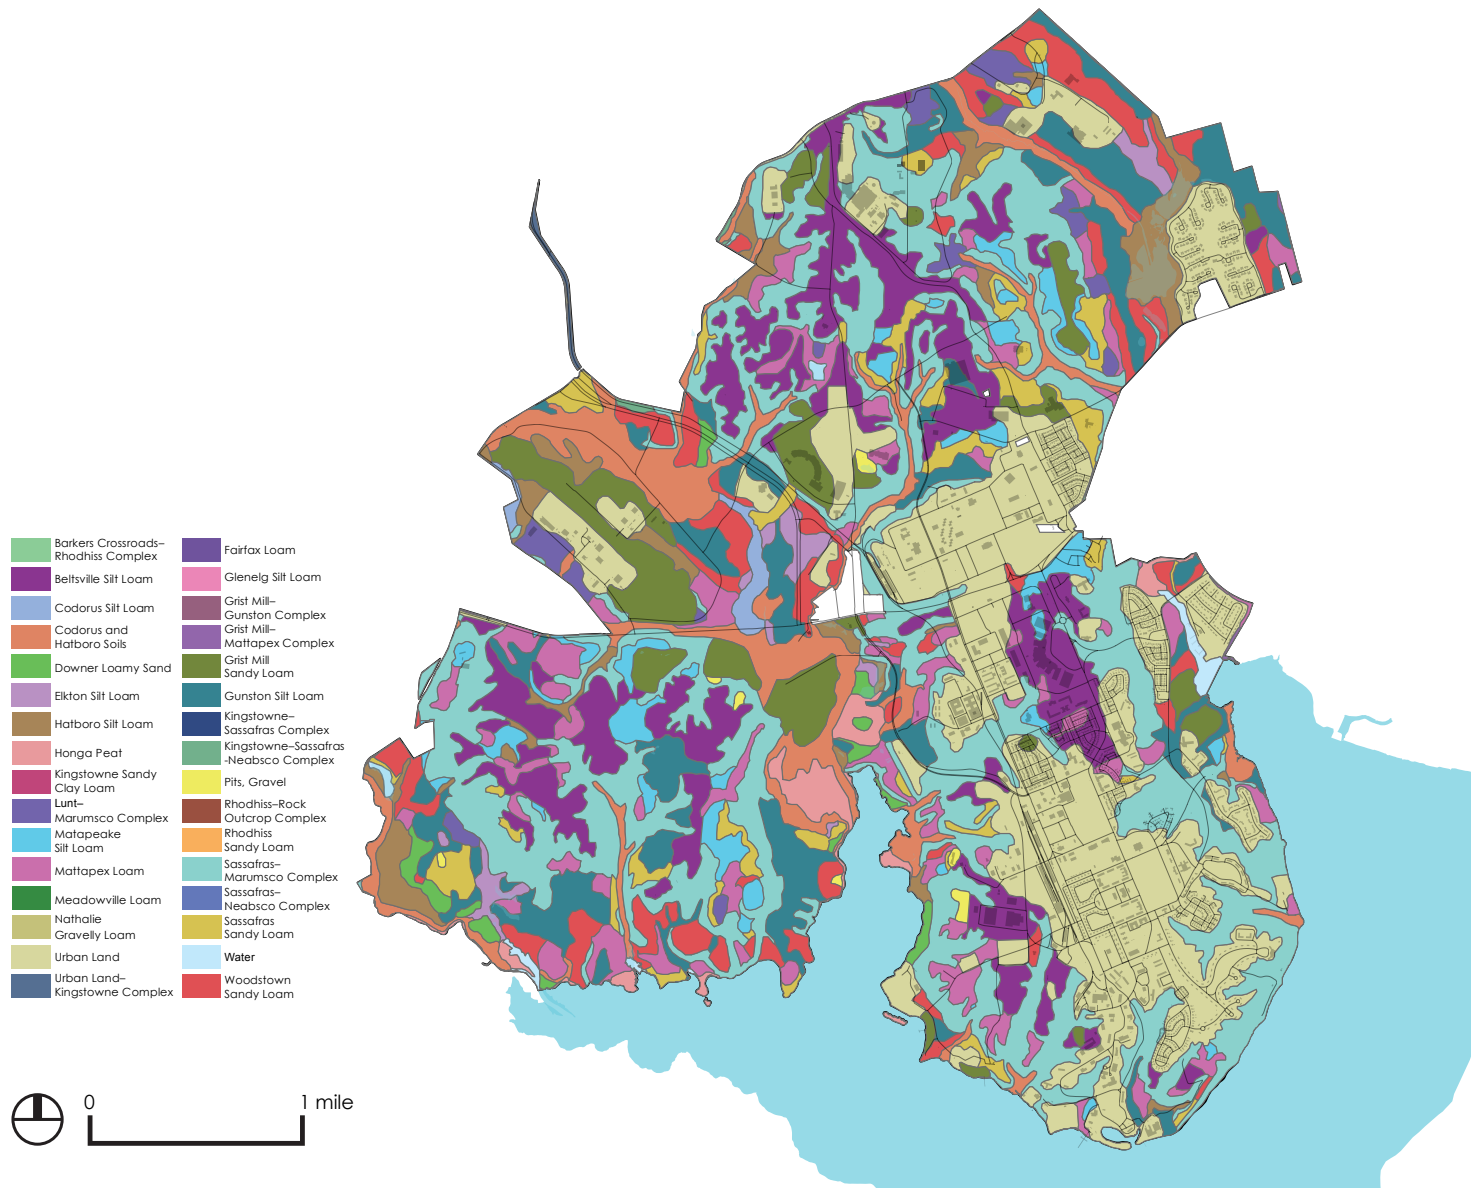 Barkers Crossroads–
Rhodhiss Complex
Beltsville Silt Loam
Codorus Silt Loam
Codorus and
Hatboro Soils
Downer Loamy Sand
Elkton Silt Loam
Hatboro Silt Loam
Honga Peat
Kingstowne Sandy
Clay Loam
Lunt–
Marumsco Complex
Matapeake
Silt Loam
Mattapex Loam
Meadowville Loam
Nathalie
Gravelly Loam
Urban Land
Urban Land–
Kingstowne Complex
Fairfax Loam
Glenelg Silt Loam
Grist Mill–
Gunston Complex
Grist Mill–
Mattapex Complex
Grist Mill
Sandy Loam
Gunston Silt Loam
Kingstowne–
Sassafras Complex
Kingstowne–Sassafras
-Neabsco Complex
Pits, Gravel
Rhodhiss–Rock
Outcrop Complex
Rhodhiss
Sandy Loam
Sassafras–
Marumsco Complex
Sassafras–
Neabsco Complex
Sassafras
Sandy Loam
Water
Woodstown
Sandy Loam
0 1 mile